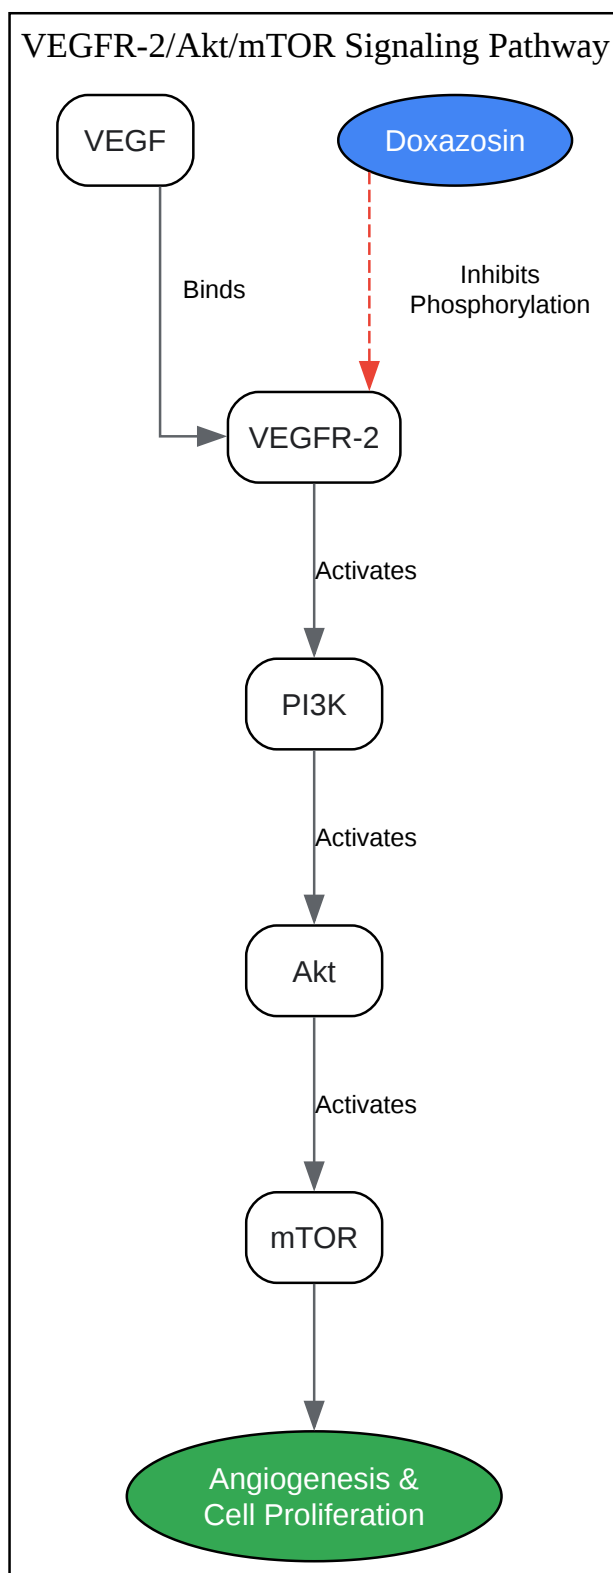 VEGFR-2/Akt/mTOR Signaling Pathway
VEGF
Doxazosin
Binds
Inhibits
Phosphorylation
VEGFR-2
Activates
PI3K
Activates
Akt
Activates
mTOR
Angiogenesis &
Cell Proliferation